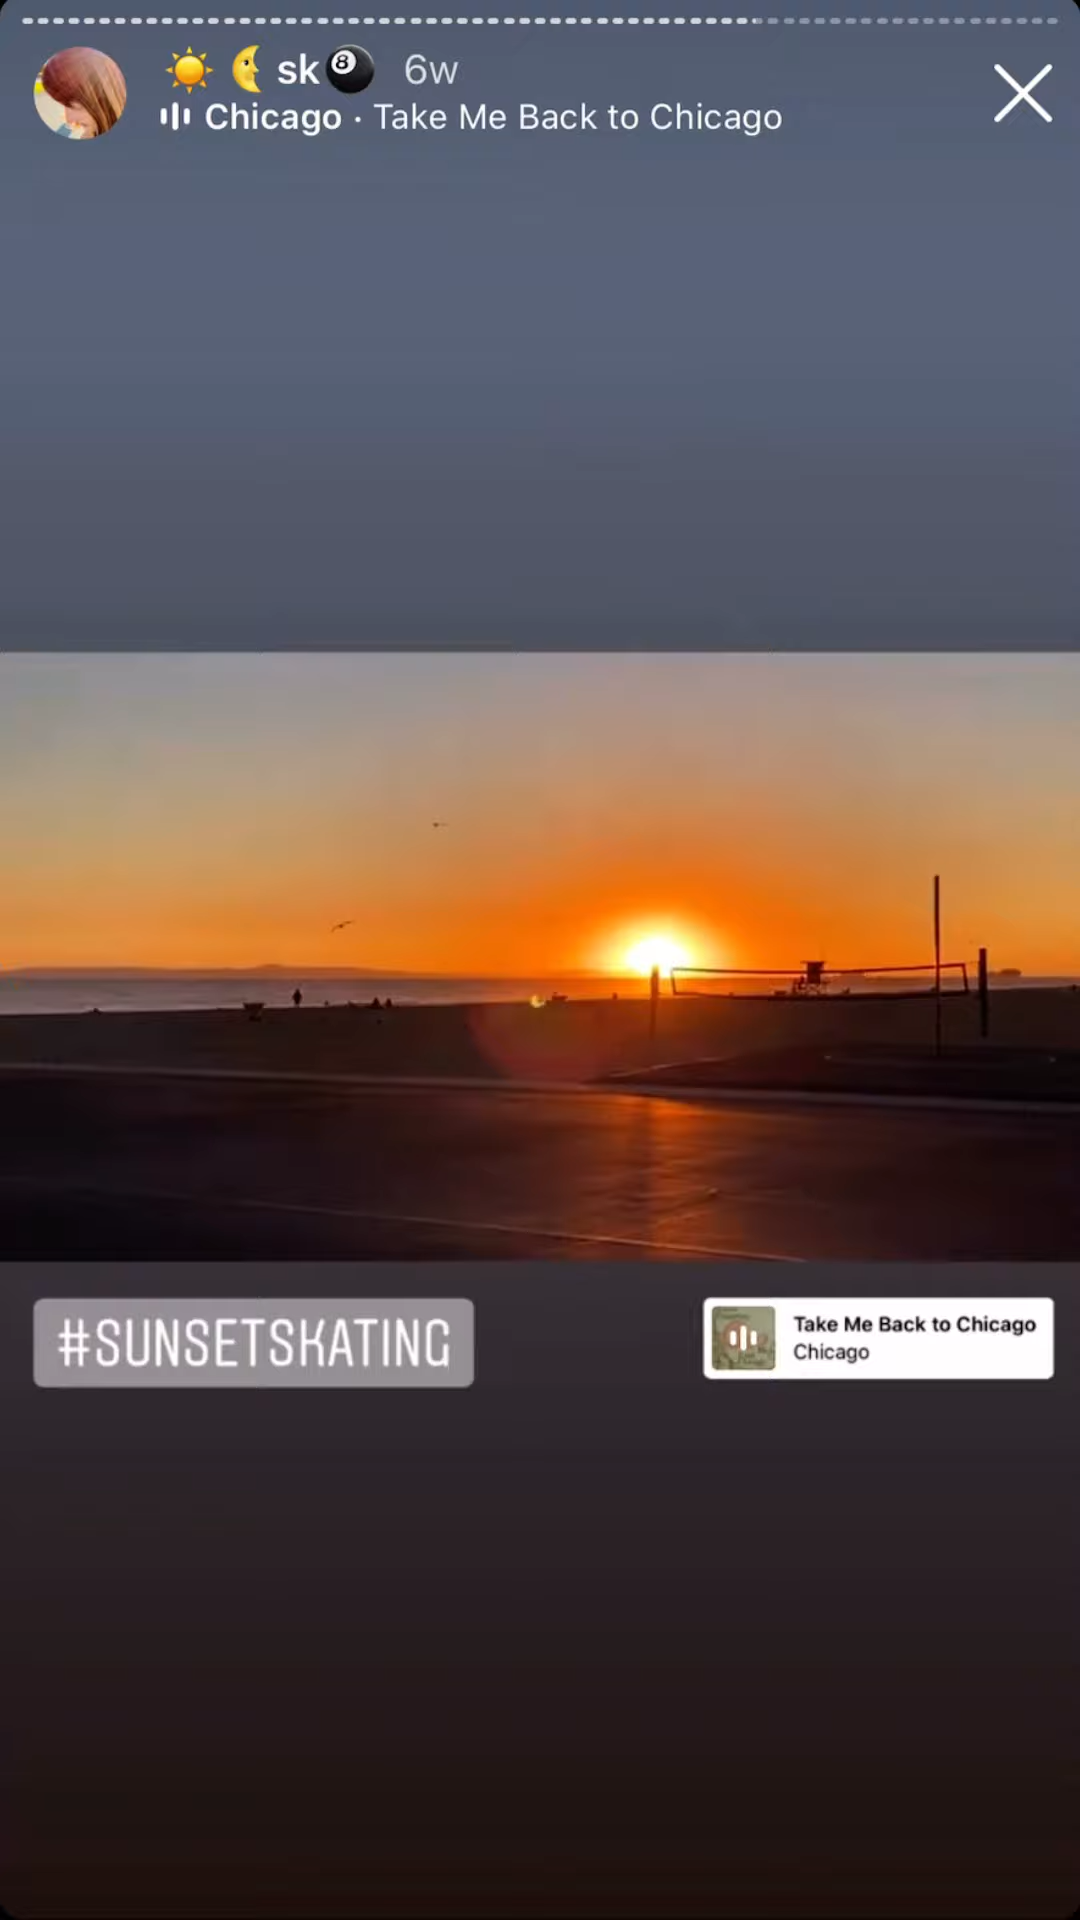 ☀️🌜sk🎱 6w
Chicago · Take Me Back to Chicago
#SUNSETSKATING
Take Me Back to Chicago
Chicago